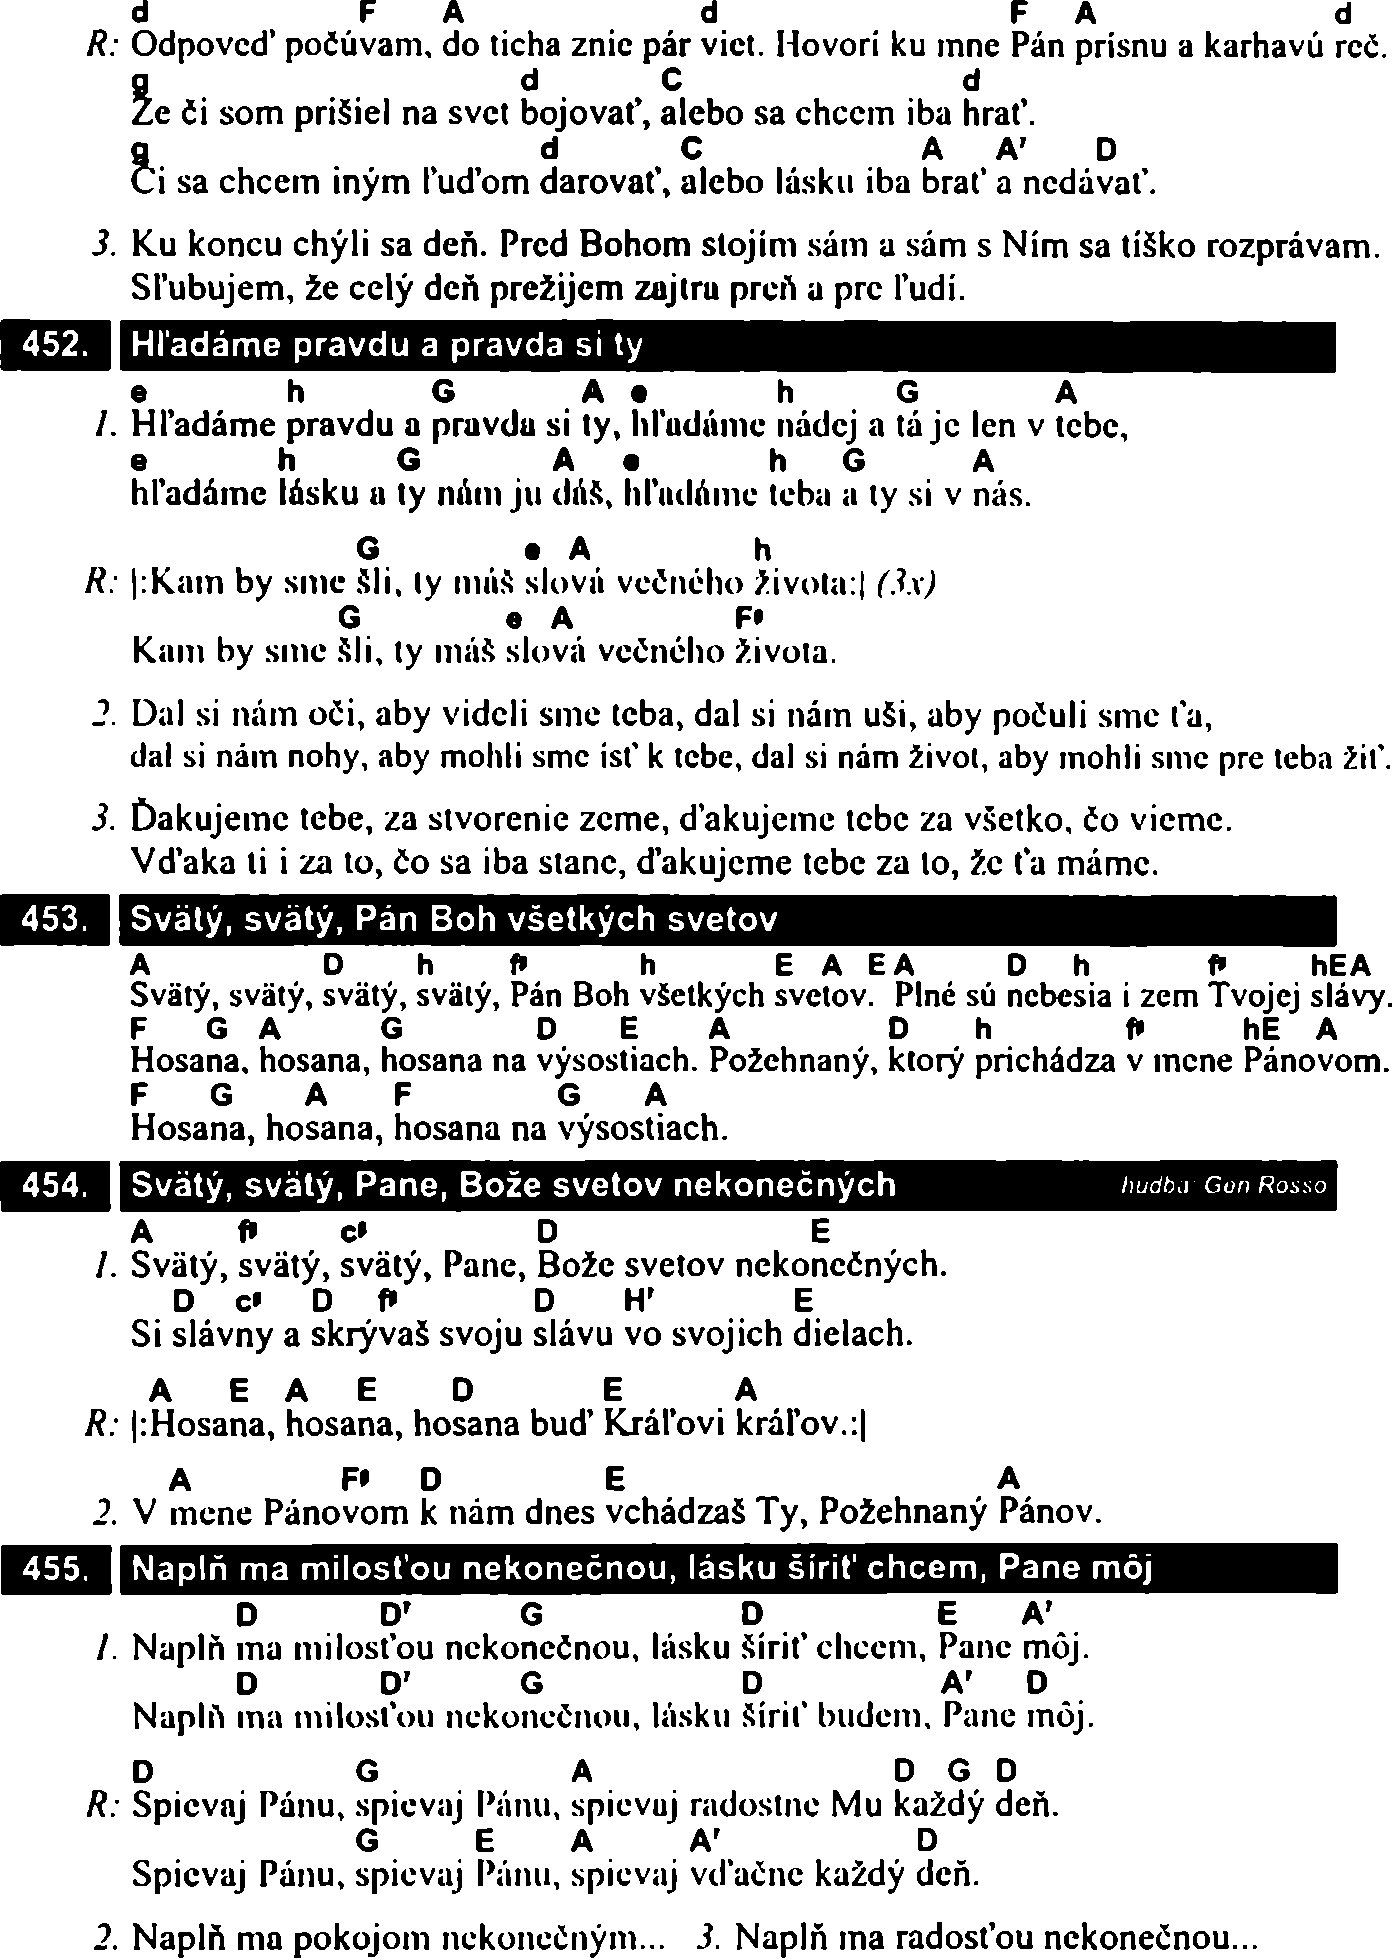 d F A d F A d
R: Odpoveď počúvam, do ticha znie pár viet. Hovorí ku mne Pán prísnu a karhavú reč.
g d C d
Že či som prišiel na svet bojovať, alebo sa chcem iba hrať.
g d C A A7 D
Či sa chcem iným ľuďom darovať, alebo lásku iba brať a nedávať.
3. Ku koncu chýli sa deň. Pred Bohom stojím sám a sám s Ním sa tíško rozprávam.
Sľubujem, že celý deň prežijem zajtra preň a pre ľudí.
452. Hľadáme pravdu a pravda si ty
e h G A e h G A
1. Hľadáme pravdu a pravda si ty, hľadáme nádej a tá je len v tebe,
e h G A e h G A
hľadáme lásku a ty nám ju dáš, hľadáme teba a ty si v nás.
G e A h
R: |:Kam by sme šli, ty máš slová večného života:| (3x)
G e A F#
Kam by sme šli, ty máš slová večného života.
2. Dal si nám oči, aby videli sme teba, dal si nám uši, aby počuli sme ťa,
dal si nám nohy, aby mohli sme ísť k tebe, dal si nám život, aby mohli sme pre teba žiť.
3. Ďakujeme tebe, za stvorenie zeme, ďakujeme tebe za všetko, čo vieme.
Vďaka ti i za to, čo sa iba stane, ďakujeme tebe za to, že ťa máme.
453. Svätý, svätý, Pán Boh všetkých svetov
A D h f# h E A E A D h f# h E A
Svätý, svätý, svätý, svätý, Pán Boh všetkých svetov. Plné sú nebesia i zem Tvojej slávy.
F G A G D E A D h f# h E A
Hosana, hosana, hosana na výsostiach. Požehnaný, ktorý prichádza v mene Pánovom.
F G A F G A
Hosana, hosana, hosana na výsostiach.
454. Svätý, svätý, Pane, Bože svetov nekonečných hudba: Gen Rosso
A f# c# D E
1. Svätý, svätý, svätý, Pane, Bože svetov nekonečných.
D c# D f# D H7 E
Si slávny a skrývaš svoju slávu vo svojich dielach.
A E A E D E A
R: |:Hosana, hosana, hosana buď Kráľovi kráľov.:|
A F# D E A
2. V mene Pánovom k nám dnes vchádzaš Ty, Požehnaný Pánov.
455. Naplň ma milosťou nekonečnou, lásku šíriť chcem, Pane môj
D D7 G D E A7
1. Naplň ma milosťou nekonečnou, lásku šíriť chcem, Pane môj.
D D7 G D A7 D
Naplň ma milosťou nekonečnou, lásku šíriť budem, Pane môj.
D G A D G D
R: Spievaj Pánu, spievaj Pánu, spievaj radostne Mu každý deň.
G E A A7 D
Spievaj Pánu, spievaj Pánu, spievaj vďačne každý deň.
2. Naplň ma pokojom nekonečným... 3. Naplň ma radosťou nekonečnou...